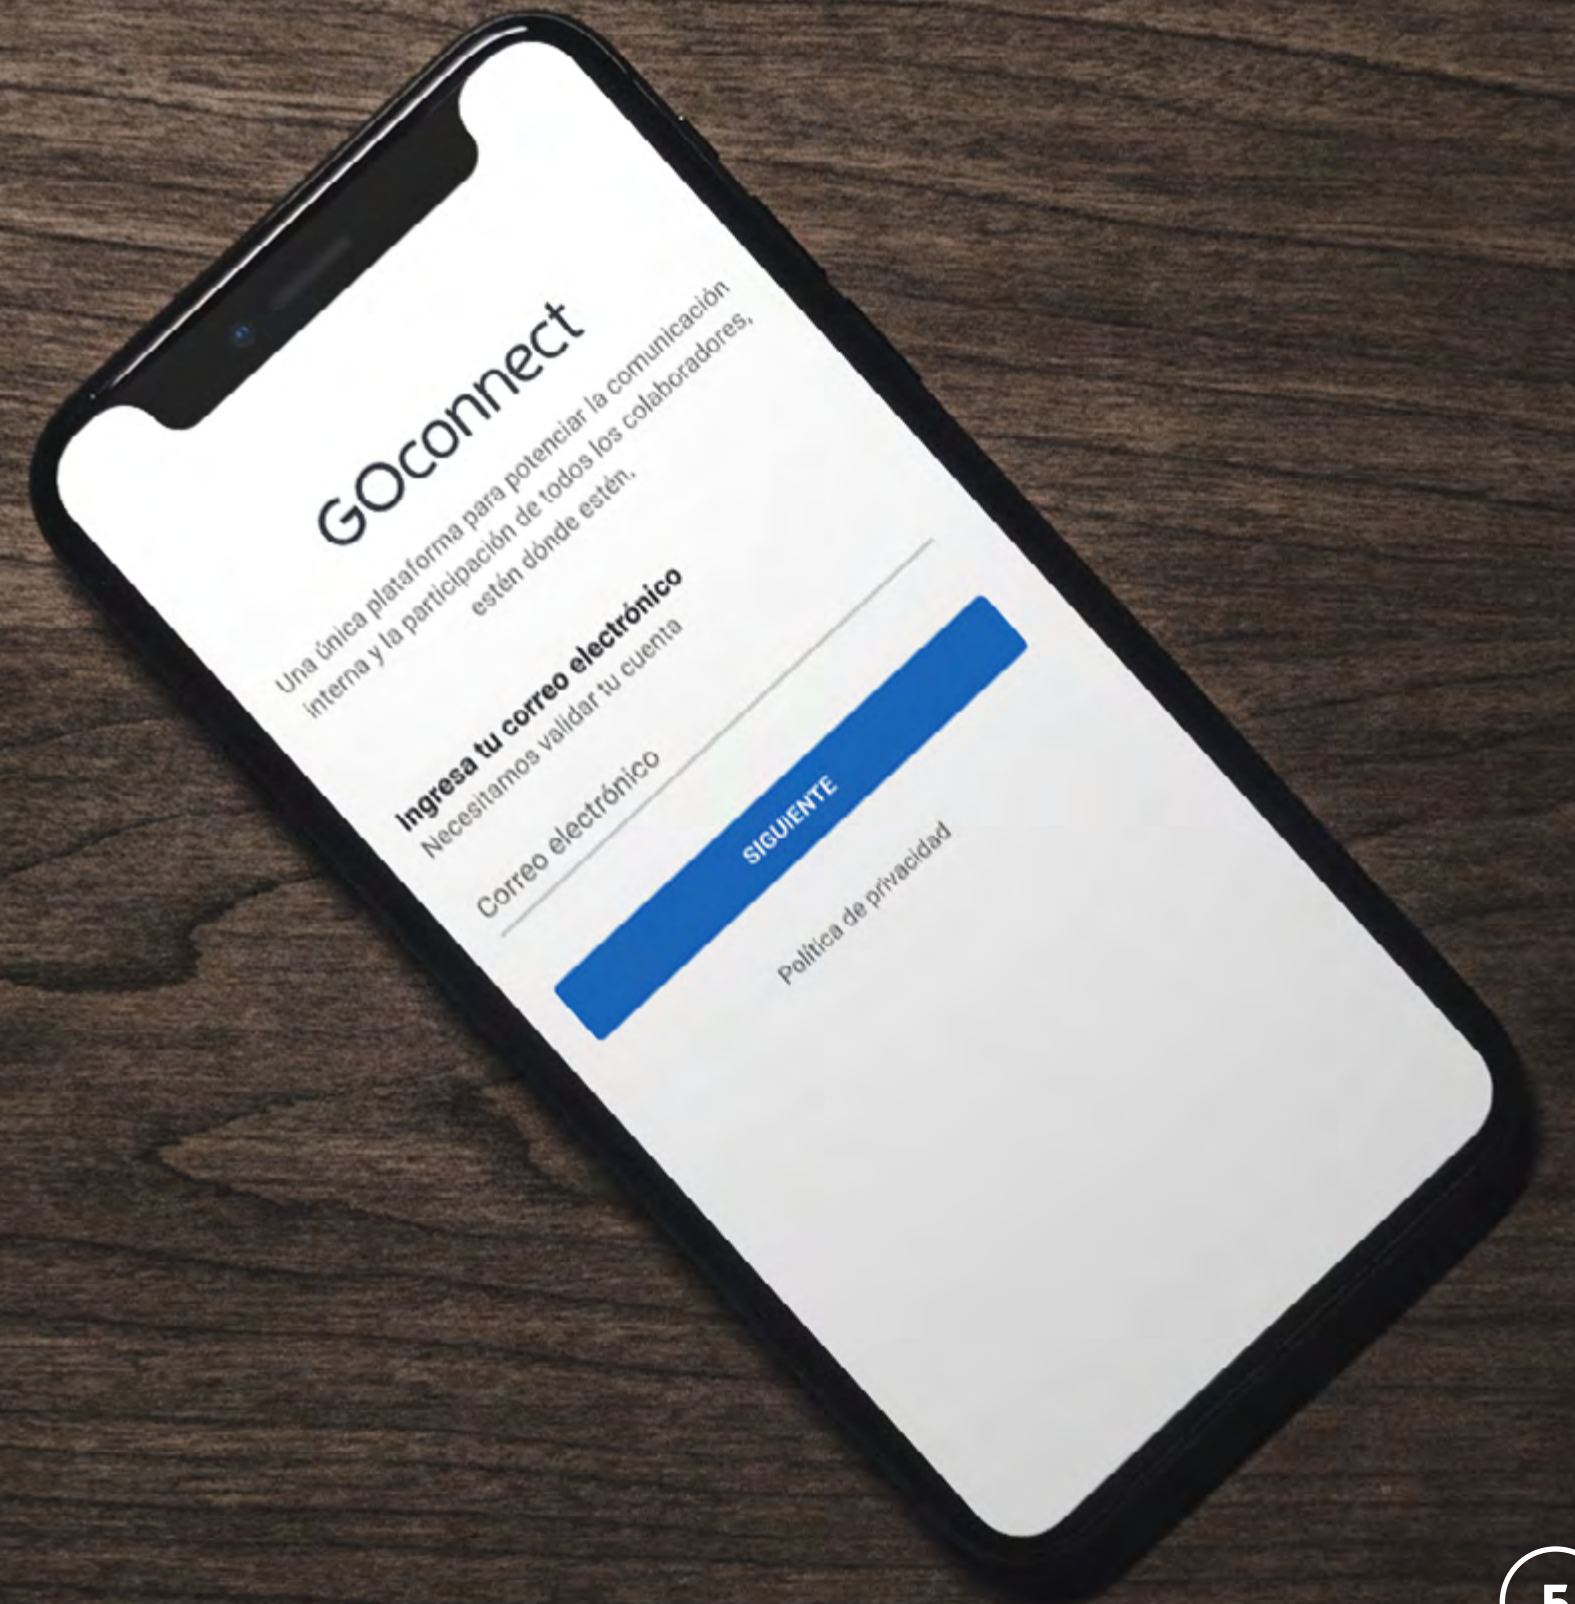 GOconnect
Una única plataforma para potenciar la comunicación
interna y la participación de todos los colaboradores,
estén dónde estén.
Ingresa tu correo electrónico
Necesitamos validar tu cuenta
Correo electrónico
SIGUIENTE
Política de privacidad
5